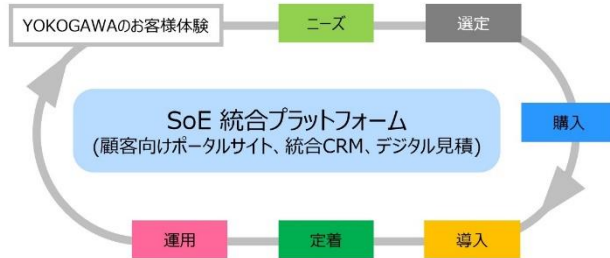 YOKOGAWAのお客様体験
ニーズ
選定
SoE 統合プラットフォーム
(顧客向けポータルサイト、統合CRM、デジタル見積)
購入
運用
定着
導入